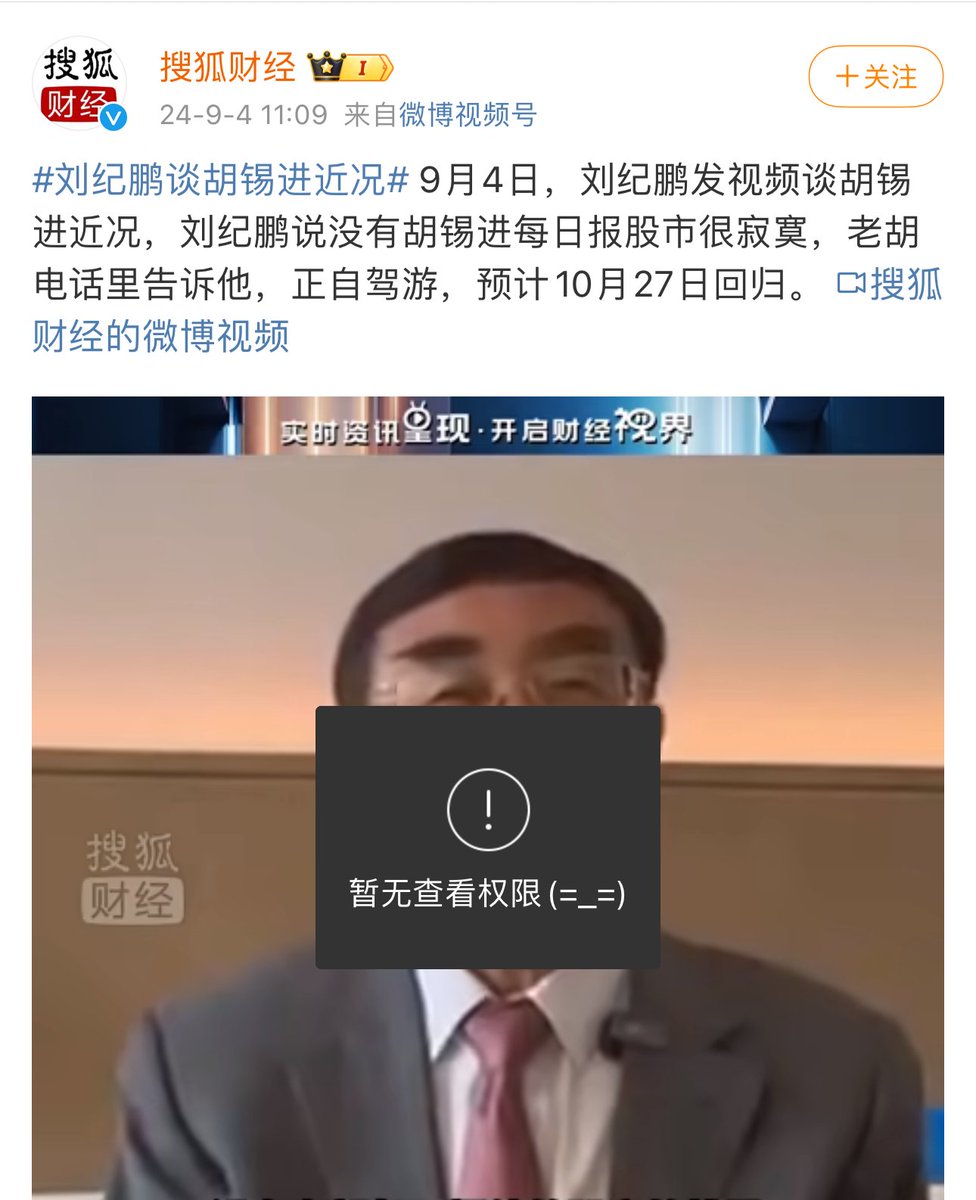 搜狐
财经
搜狐财经 I
24-9-4 11:09 来自微博视频号
+关注
#刘纪鹏谈胡锡进近况# 9月4日，刘纪鹏发视频谈胡锡
进近况，刘纪鹏说没有胡锡进每日报股市很寂寞，老胡
电话里告诉他，正自驾游，预计10月27日回归。 搜狐
财经的微博视频
实时资讯呈现·开启财经视界
搜狐
财经
暂无查看权限(=_=)